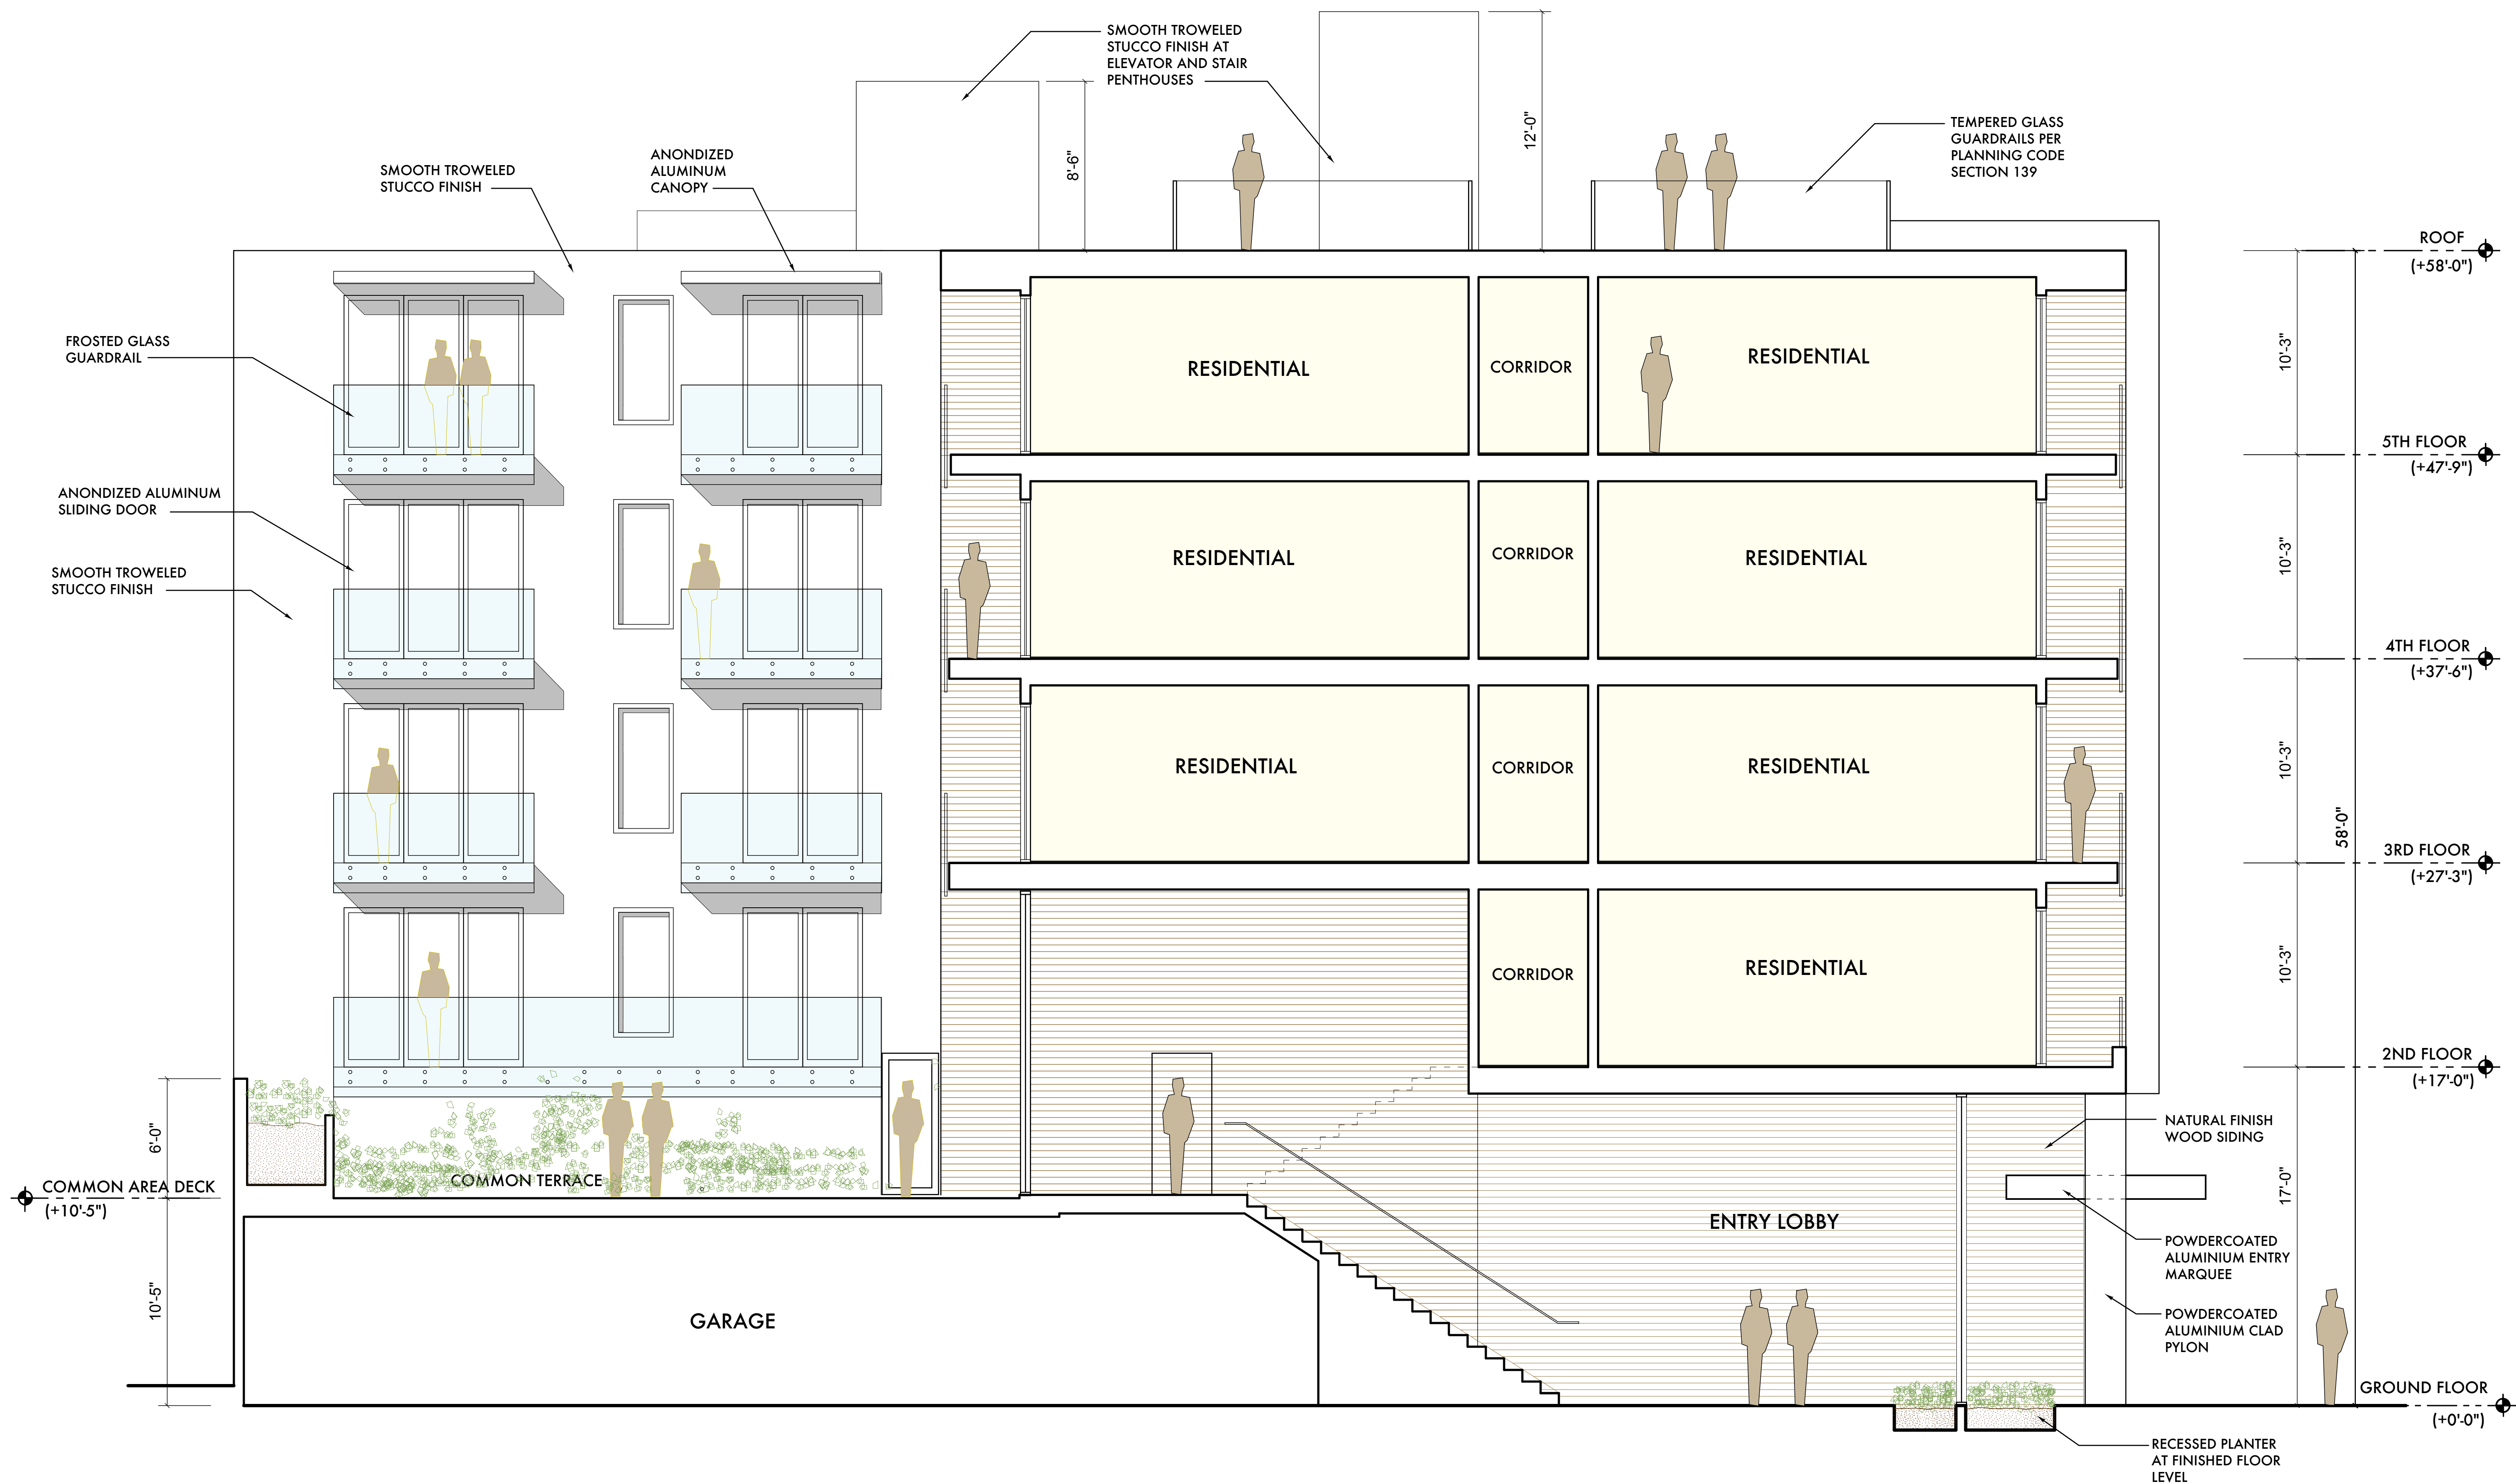 SMOOTH TROWELED
STUCCO FINISH AT
ELEVATOR AND STAIR
PENTHOUSES
12'-0"
8'-6"
TEMPERED GLASS
GUARDRAILS PER
PLANNING CODE
SECTION 139
SMOOTH TROWELED
STUCCO FINISH
ANONDIZED
ALUMINUM
CANOPY
ROOF
(+58'-0")
FROSTED GLASS
GUARDRAIL
RESIDENTIAL
CORRIDOR
RESIDENTIAL
10'-3"
5TH FLOOR
(+47'-9")
ANONDIZED ALUMINUM
SLIDING DOOR
SMOOTH TROWELED
STUCCO FINISH
RESIDENTIAL
CORRIDOR
RESIDENTIAL
10'-3"
4TH FLOOR
(+37'-6")
RESIDENTIAL
CORRIDOR
RESIDENTIAL
10'-3"
58'-0"
3RD FLOOR
(+27'-3")
CORRIDOR
RESIDENTIAL
10'-3"
2ND FLOOR
(+17'-0")
6'-0"
COMMON TERRACE
COMMON AREA DECK
(+10'-5")
NATURAL FINISH
WOOD SIDING
17'-0"
ENTRY LOBBY
POWDERCOATED
ALUMINIUM ENTRY
MARQUEE
10'-5"
GARAGE
POWDERCOATED
ALUMINIUM CLAD
PYLON
GROUND FLOOR
(+0'-0")
RECESSED PLANTER
AT FINISHED FLOOR
LEVEL